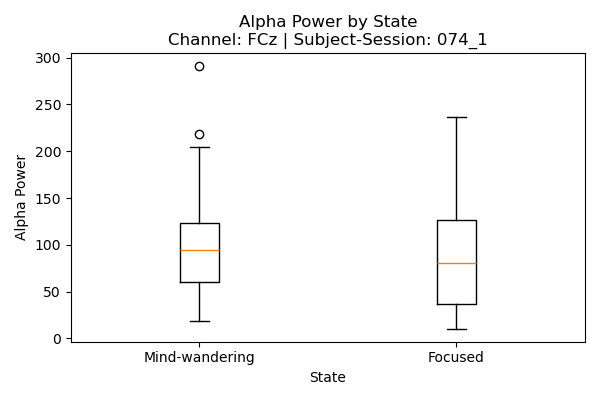 Alpha Power by State
Channel: FCz | Subject-Session: 074_1
300
250
200
150
100
50
0
Alpha Power
Mind-wandering
Focused
State